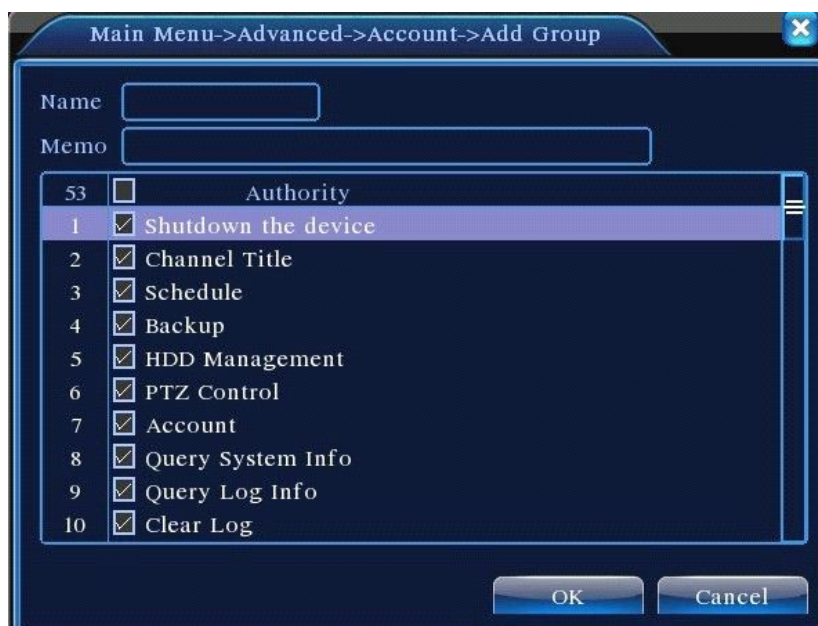 Main Menu->Advanced->Account->Add Group
Name
Memo
53 Authority
1 Shutdown the device
2 Channel Title
3 Schedule
4 Backup
5 HDD Management
6 PTZ Control
7 Account
8 Query System Info
9 Query Log Info
10 Clear Log
OK Cancel